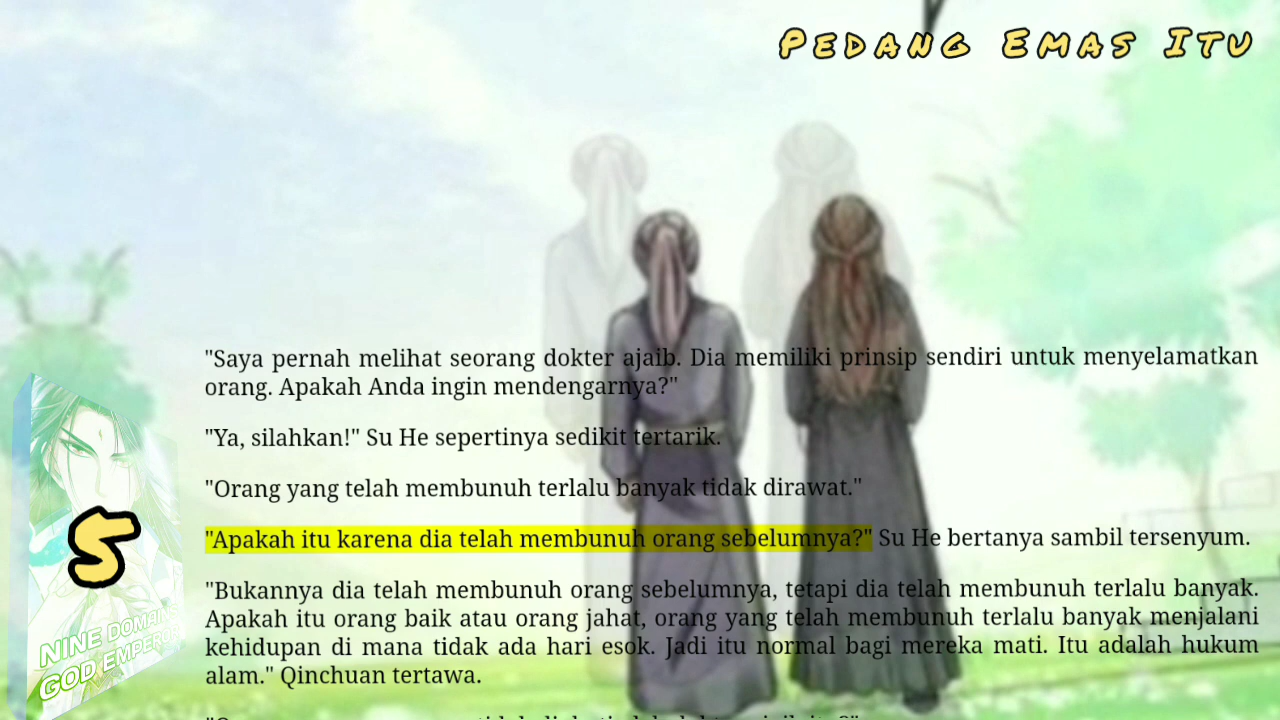 Pedang Emas Itu
"Saya pernah melihat seorang dokter ajaib. Dia memiliki prinsip sendiri untuk menyelamatkan
orang. Apakah Anda ingin mendengarnya?"
"Ya, silahkan!" Su He sepertinya sedikit tertarik.
"Orang yang telah membunuh terlalu banyak tidak dirawat."
"Apakah itu karena dia telah membunuh orang sebelumnya?" Su He bertanya sambil tersenyum.
"Bukannya dia telah membunuh orang sebelumnya, tetapi dia telah membunuh terlalu banyak.
Apakah itu orang baik atau orang jahat, orang yang telah membunuh terlalu banyak menjalani
kehidupan di mana tidak ada hari esok. Jadi itu normal bagi mereka mati. Itu adalah hukum
alam." Qinchuan tertawa.
5
NINE DOMAIN
GOD EMPEROR